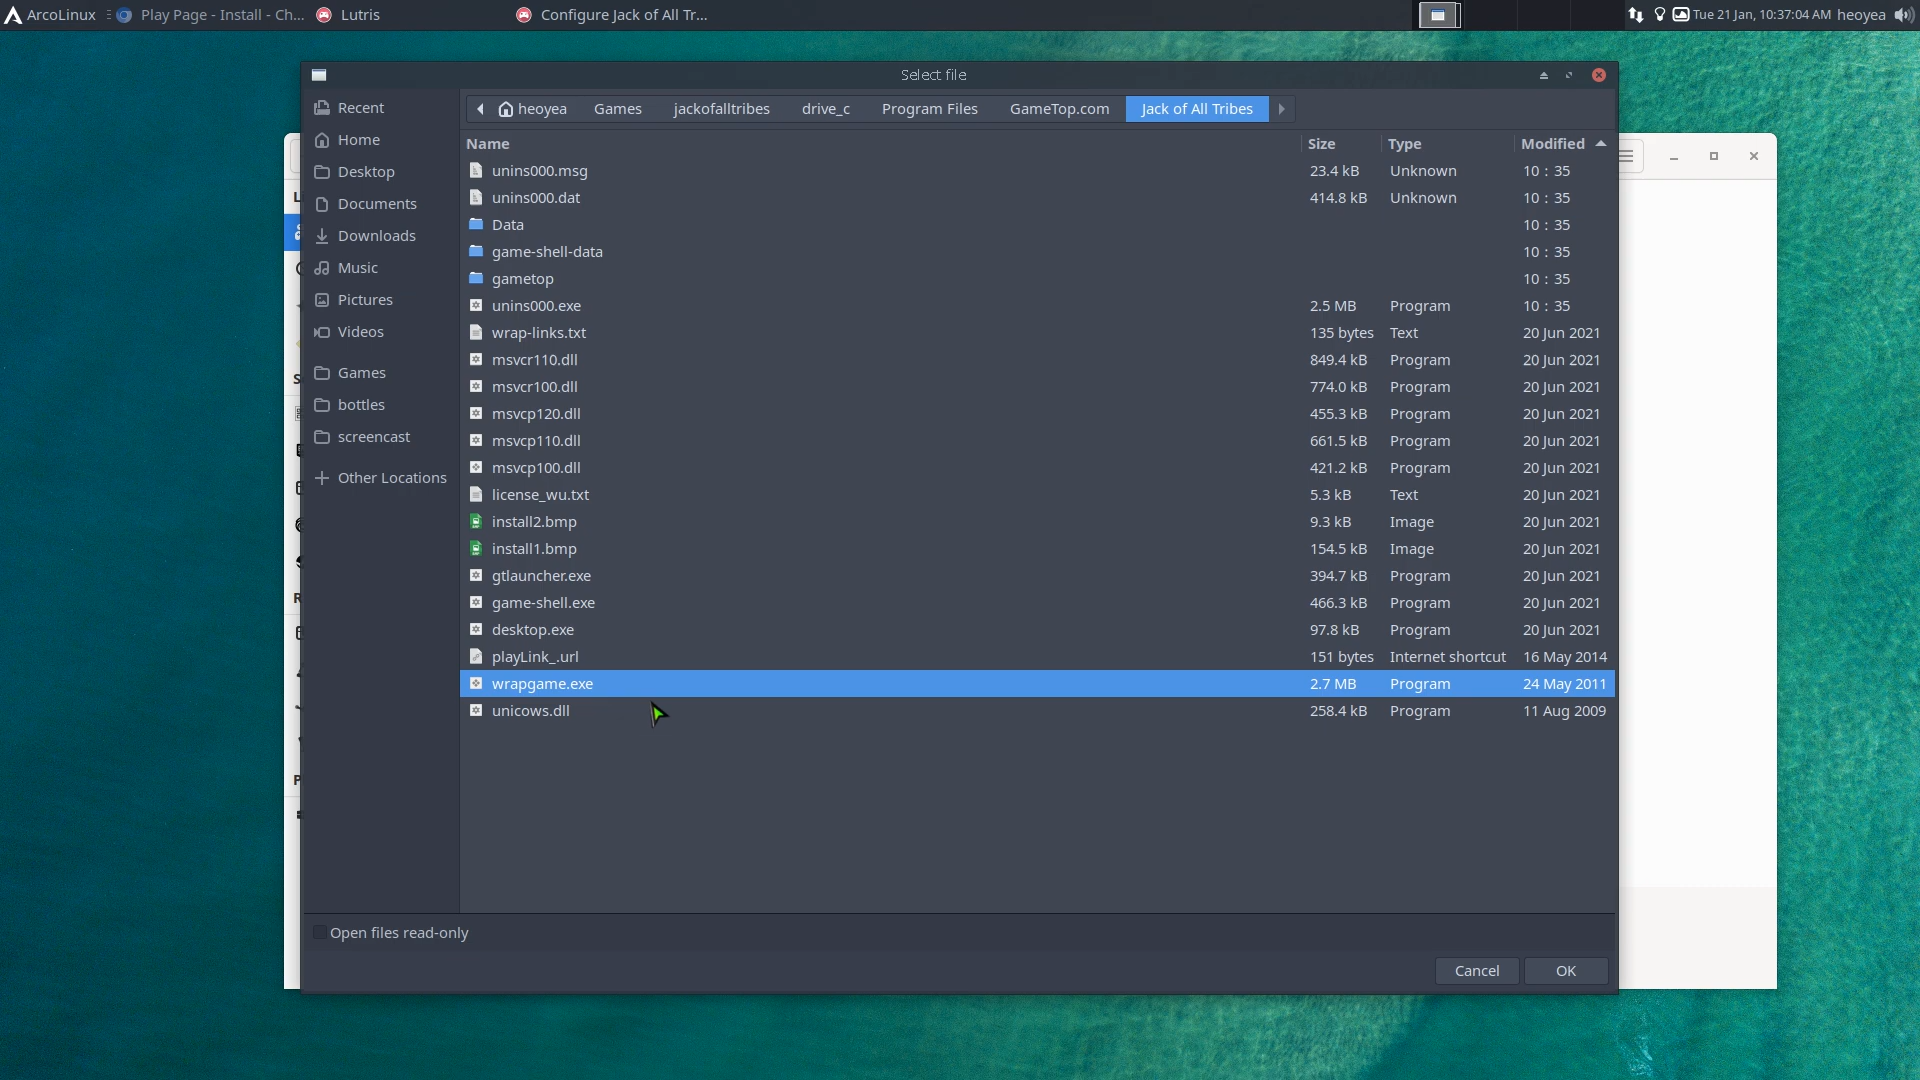 ArcoLinux Play Page - Install - Ch... Lutris Configure Jack of All Tr... Tue 21 Jan, 10:37:04 AM heoyea
Select file
Recent
Home
Desktop
Documents
Downloads
Music
Pictures
Videos
Games
bottles
screencast
Other Locations
heoyea Games jackofalltribes drive_c Program Files GameTop.com Jack of All Tribes
Name Size Type Modified
unins000.msg 23.4 kB Unknown 10 : 35
unins000.dat 414.8 kB Unknown 10 : 35
Data 10 : 35
game-shell-data 10 : 35
gametop 10 : 35
unins000.exe 2.5 MB Program 10 : 35
wrap-links.txt 135 bytes Text 20 Jun 2021
msvcr110.dll 849.4 kB Program 20 Jun 2021
msvcr100.dll 774.0 kB Program 20 Jun 2021
msvcp120.dll 455.3 kB Program 20 Jun 2021
msvcp110.dll 661.5 kB Program 20 Jun 2021
msvcp100.dll 421.2 kB Program 20 Jun 2021
license_wu.txt 5.3 kB Text 20 Jun 2021
install2.bmp 9.3 kB Image 20 Jun 2021
install1.bmp 154.5 kB Image 20 Jun 2021
gtlauncher.exe 394.7 kB Program 20 Jun 2021
game-shell.exe 466.3 kB Program 20 Jun 2021
desktop.exe 97.8 kB Program 20 Jun 2021
playLink_.url 151 bytes Internet shortcut 16 May 2014
wrapgame.exe 2.7 MB Program 24 May 2011
unicows.dll 258.4 kB Program 11 Aug 2009
Open files read-only
Cancel OK